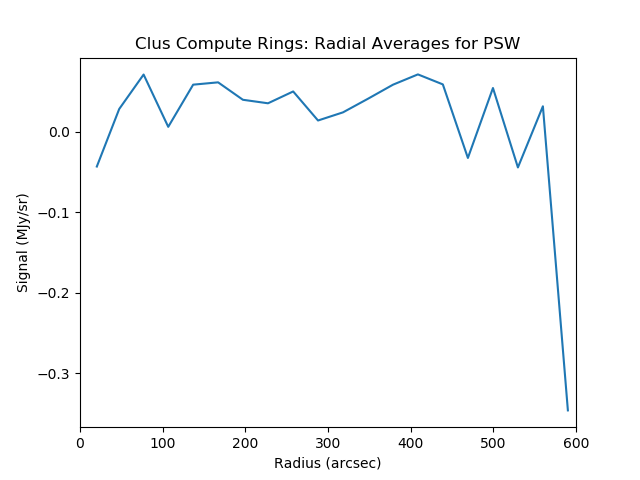 Clus Compute Rings: Radial Averages for PSW
0.0
−0.1
−0.2
−0.3
Signal (MJy/sr)
0 100 200 300 400 500 600
Radius (arcsec)